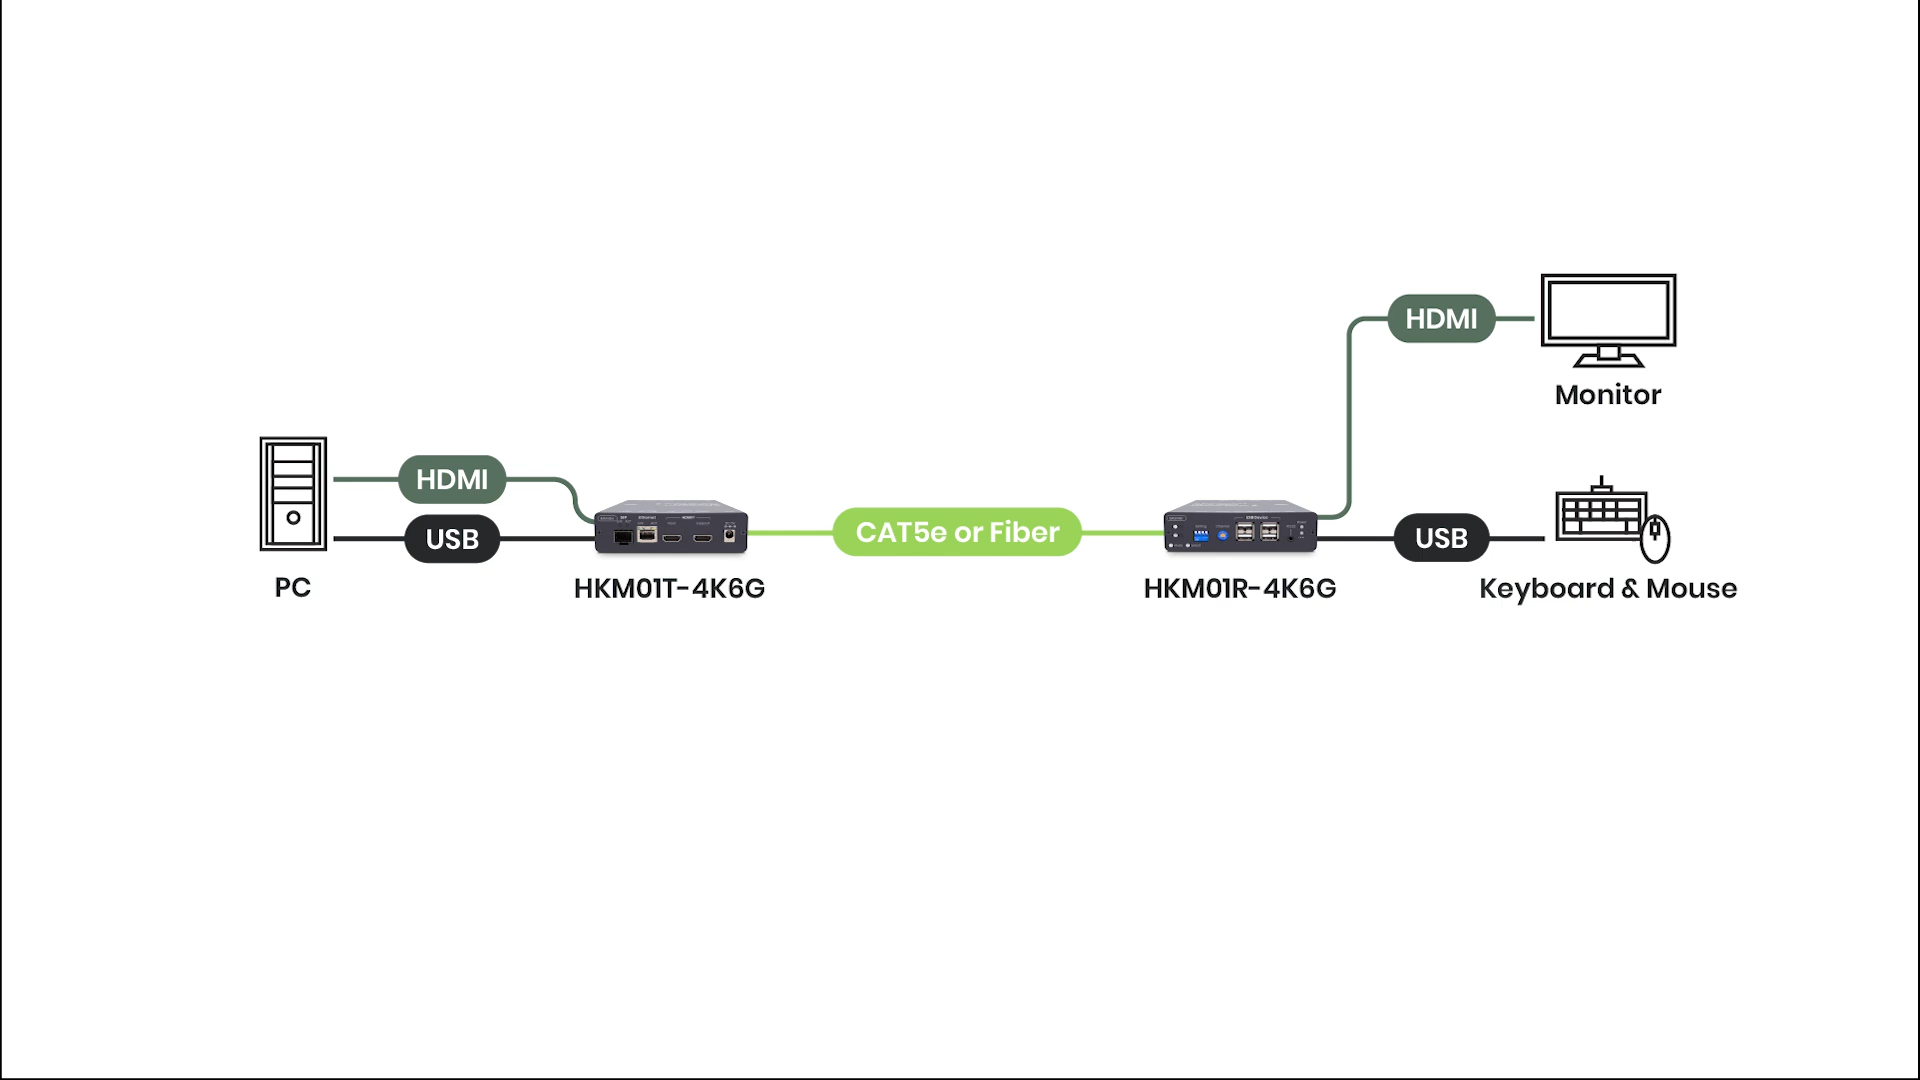 HDMI
Monitor
HDMI
USB
PC
HKM01T-4K6G
CAT5e or Fiber
HKM01R-4K6G
USB
Keyboard & Mouse